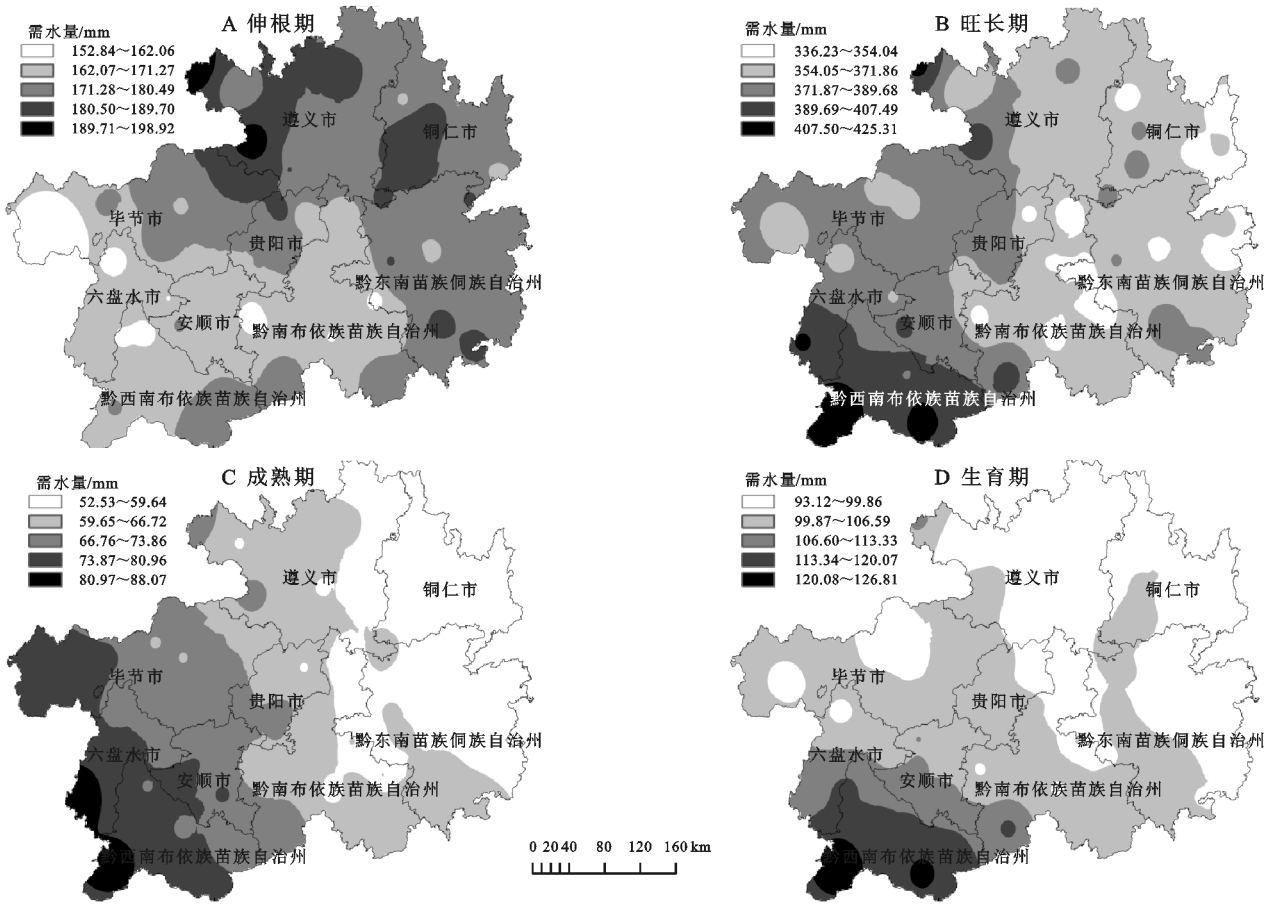 A 伸根期
需水量/mm
152.84～162.06
162.07～171.27
171.28～180.49
180.50～189.70
189.71～198.92
遵义市
铜仁市
毕节市
贵阳市
六盘水市
安顺市
黔东南苗族侗族自治州
黔南布依族苗族自治州
黔西南布依族苗族自治州
B 旺长期
需水量/mm
336.23～354.04
354.05～371.86
371.87～389.68
389.69～407.49
407.50～425.31
遵义市
铜仁市
毕节市
贵阳市
六盘水市
安顺市
黔东南苗族侗族自治州
黔南布依族苗族自治州
黔西南布依族苗族自治州
C 成熟期
需水量/mm
52.53～59.64
59.65～66.72
66.76～73.86
73.87～80.96
80.97～88.07
遵义市
铜仁市
毕节市
贵阳市
六盘水市
安顺市
黔东南苗族侗族自治州
黔南布依族苗族自治州
黔西南布依族苗族自治州
D 生育期
需水量/mm
93.12～99.86
99.87～106.59
106.60～113.33
113.34～120.07
120.08～126.81
遵义市
铜仁市
毕节市
贵阳市
六盘水市
安顺市
黔东南苗族侗族自治州
黔南布依族苗族自治州
黔西南布依族苗族自治州
0 20 40 80 120 160 km